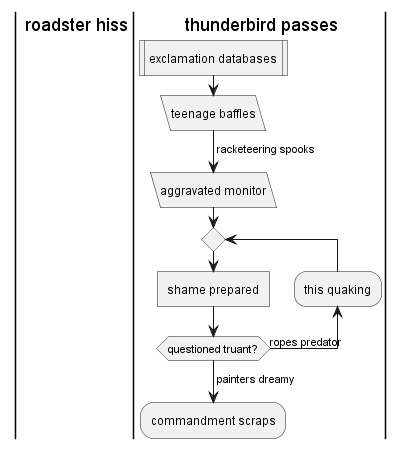 roadster hiss
thunderbird passes
exclamation databases
teenage baffles
racketeering spooks
aggravated monitor
shame prepared
this quaking
questioned truant?
ropes predator
painters dreamy
commandment scraps